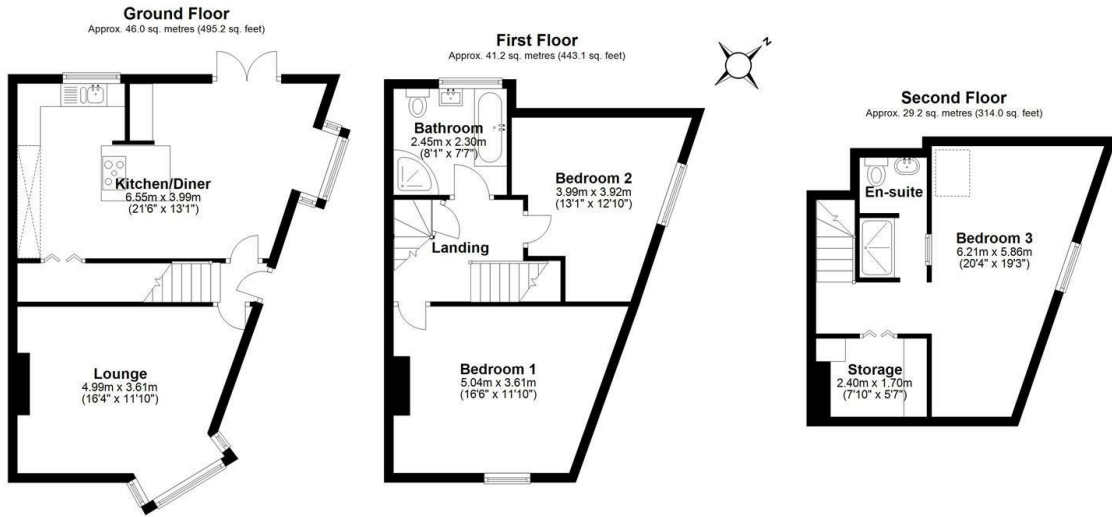 Ground Floor
Approx. 46.0 sq. metres (495.2 sq. feet)
Kitchen/Diner
6.55m x 3.99m
(21'6" x 13'1")
Lounge
4.99m x 3.61m
(16'4" x 11'10")
First Floor
Approx. 41.2 sq. metres (443.1 sq. feet)
Bathroom
2.45m x 2.30m
(8'1" x 7'7")
Bedroom 2
3.99m x 3.92m
(13'1" x 12'10")
Landing
Bedroom 1
5.04m x 3.61m
(16'6" x 11'10")
N
Second Floor
Approx. 29.2 sq. metres (314.0 sq. feet)
En-suite
Bedroom 3
6.21m x 5.86m
(20'4" x 19'3")
Storage
2.40m x 1.70m
(7'10" x 5'7")